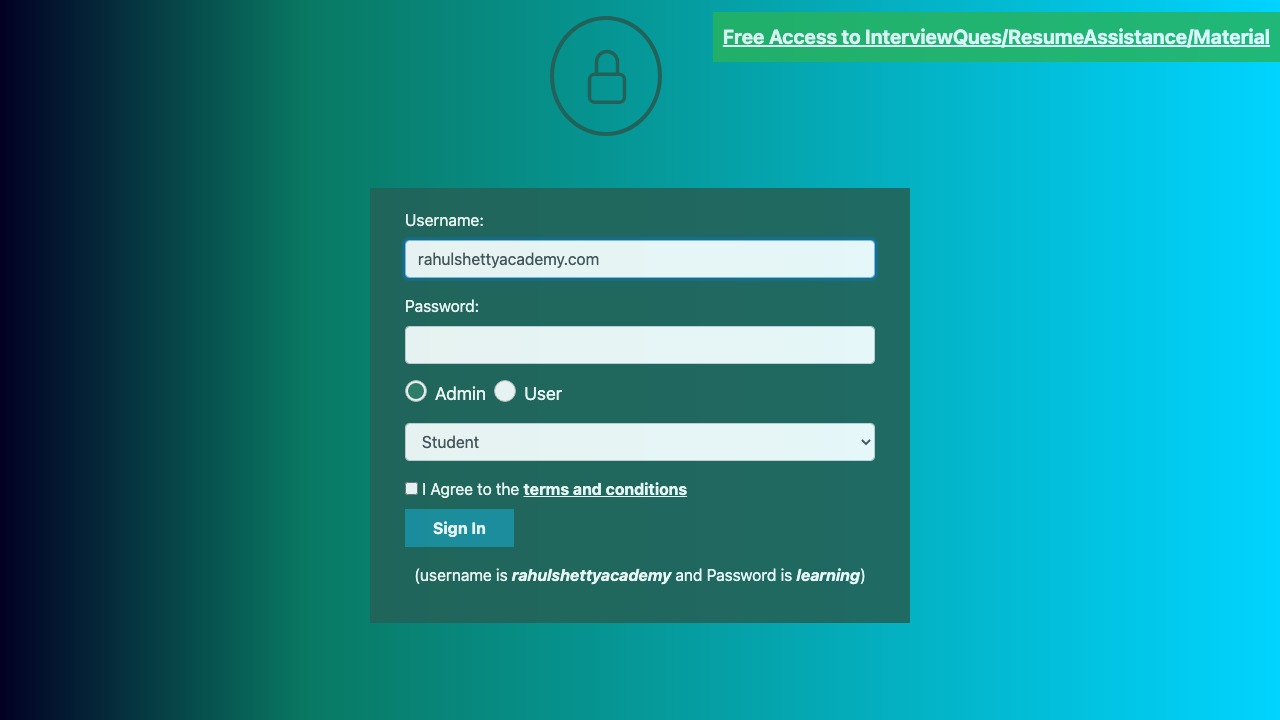 Free Access to InterviewQues/ResumeAssistance/Material
Username:
rahulshettyacademy.com
Password:
Admin User
Student
I Agree to the terms and conditions
Sign In
(username is rahulshettyacademy and Password is learning)